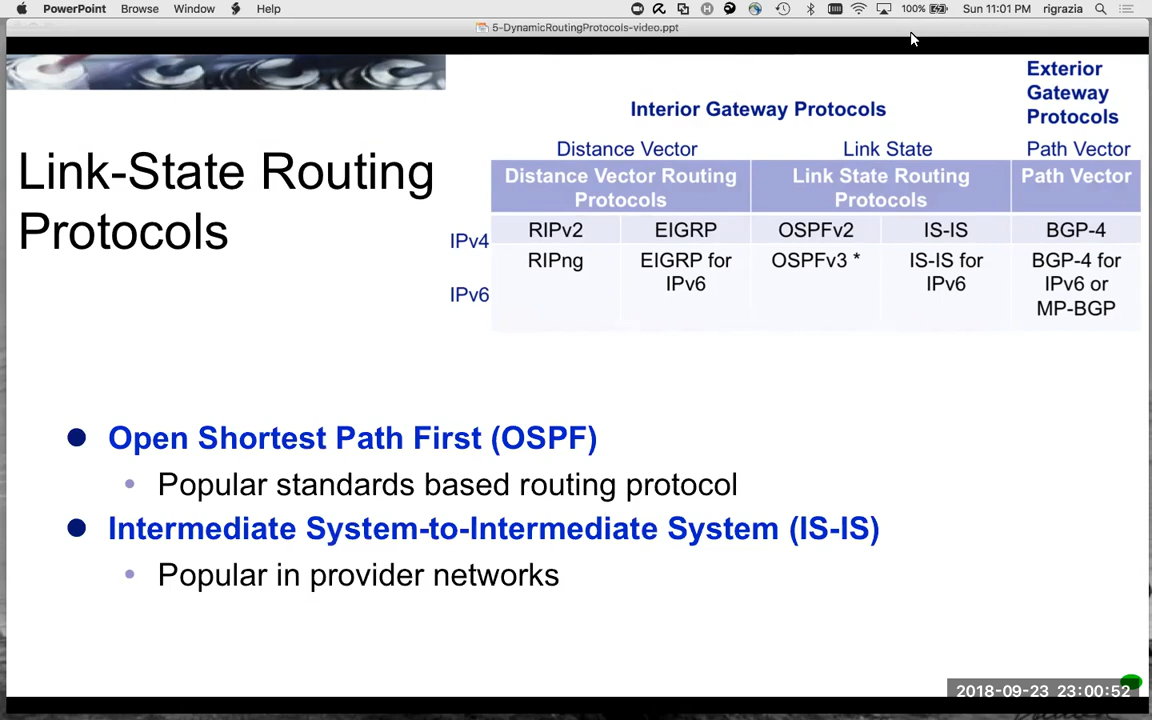 PowerPoint Browse Window Help 100% Sun 11:01 PM rigrazia
5-DynamicRoutingProtocols-video.ppt
Link-State Routing
Protocols
Interior Gateway Protocols
Exterior
Gateway
Protocols
Distance Vector Link State Path Vector
Distance Vector Routing
Protocols
Link State Routing
Protocols
Path Vector
IPv4 RIPv2 EIGRP OSPFv2 IS-IS BGP-4
IPv6 RIPng EIGRP for
IPv6
OSPFv3 *
IS-IS for
IPv6
BGP-4 for
IPv6 or
MP-BGP
● Open Shortest Path First (OSPF)
• Popular standards based routing protocol
● Intermediate System-to-Intermediate System (IS-IS)
• Popular in provider networks
2018-09-23 23:00:52